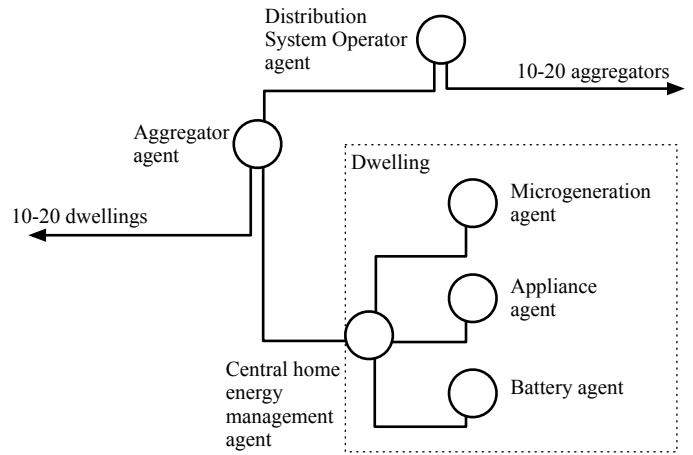 Distribution
System Operator
agent
10-20 aggregators
Aggregator
agent
Dwelling
Microgeneration
agent
10-20 dwellings
Appliance
agent
Central home
energy
management
agent
Battery agent